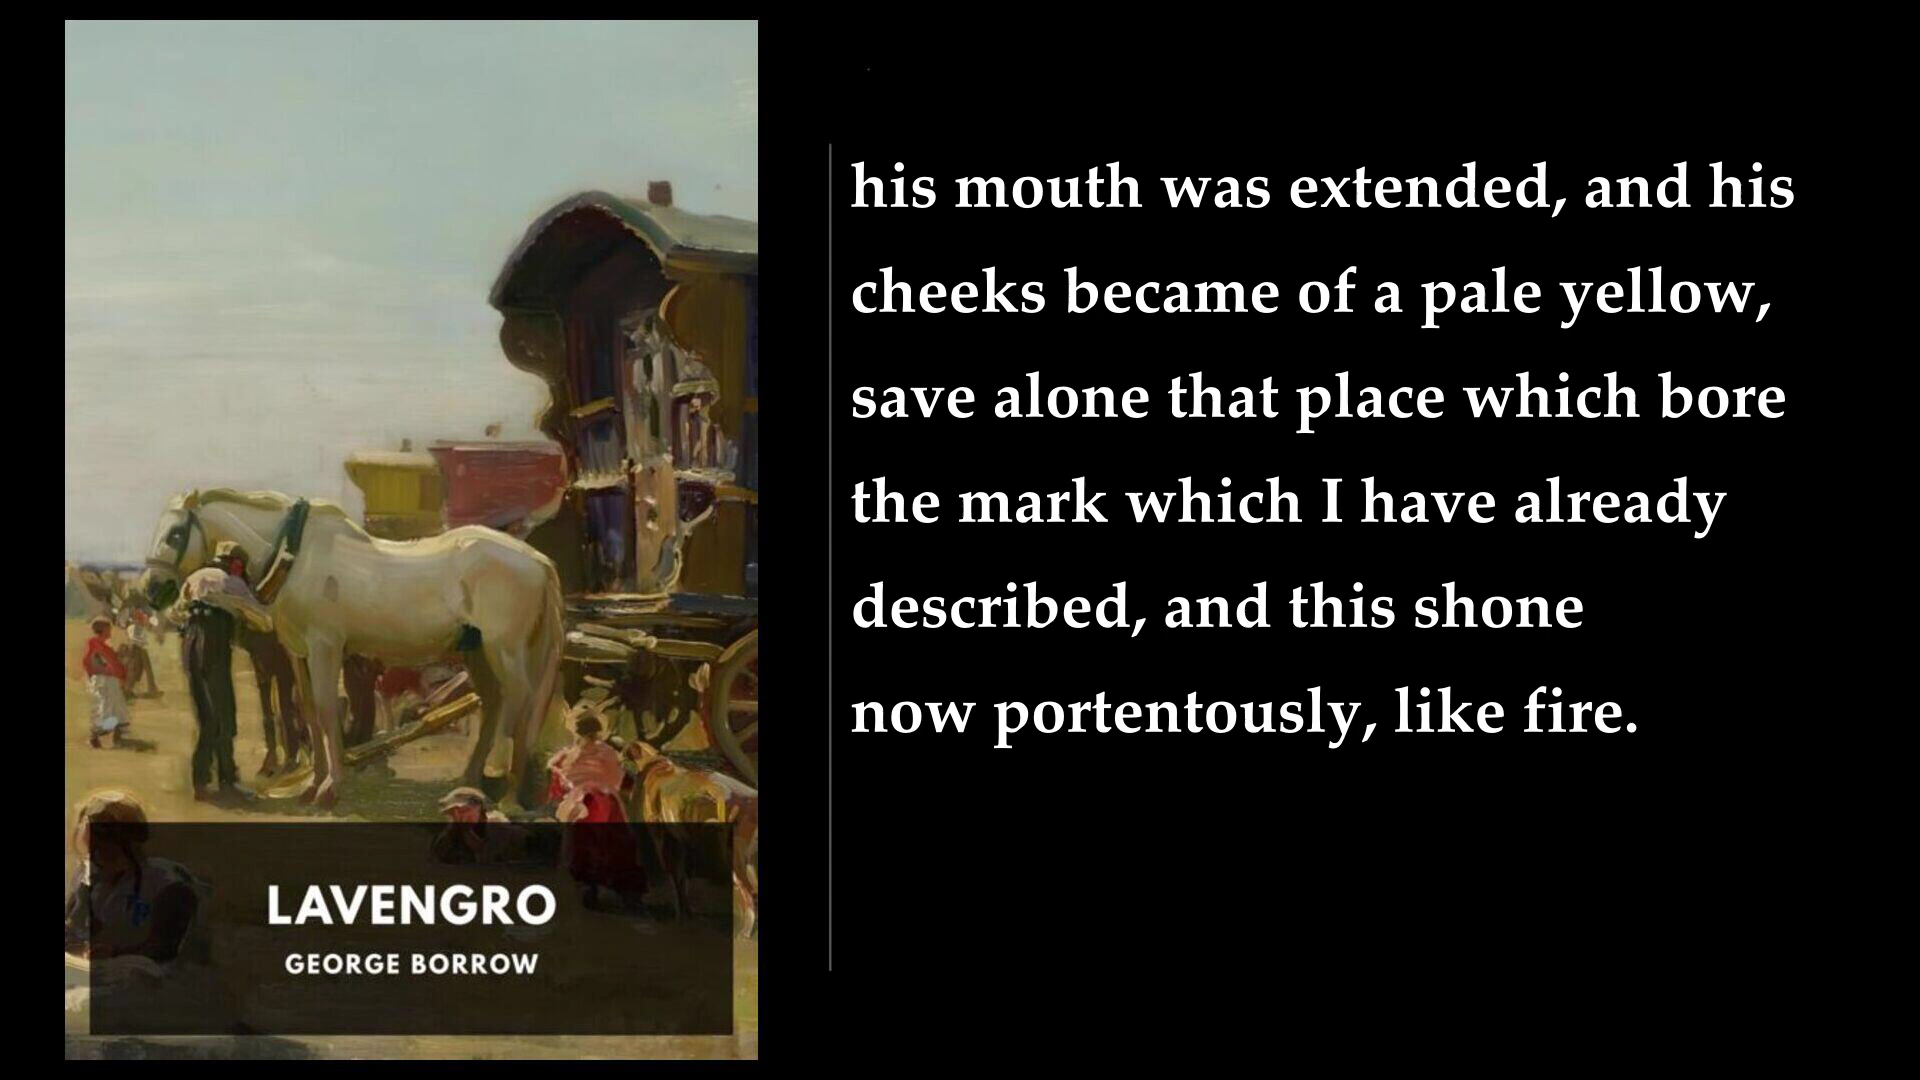 his mouth was extended, and his
cheeks became of a pale yellow,
save alone that place which bore
the mark which I have already
described, and this shone
now portentously, like fire.
LAVENGRO
GEORGE BORROW